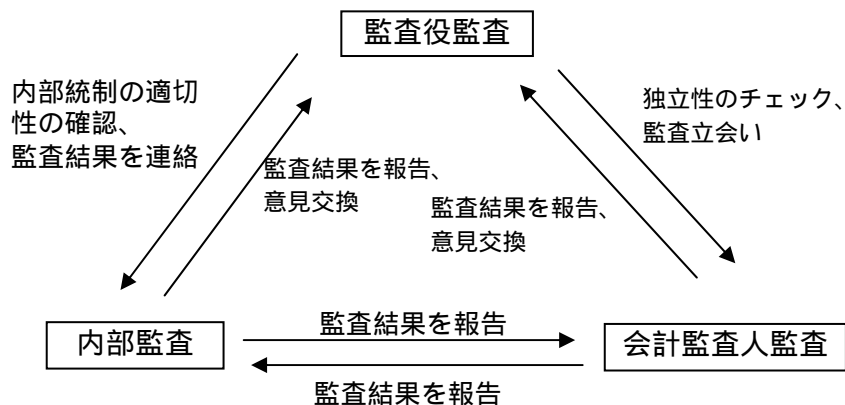 監査役監査
内部統制の適切
性の確認、
監査結果を連絡
独立性のチェック、
監査立会い
監査結果を報告、
意見交換
監査結果を報告、
意見交換
内部監査
監査結果を報告
会計監査人監査
監査結果を報告